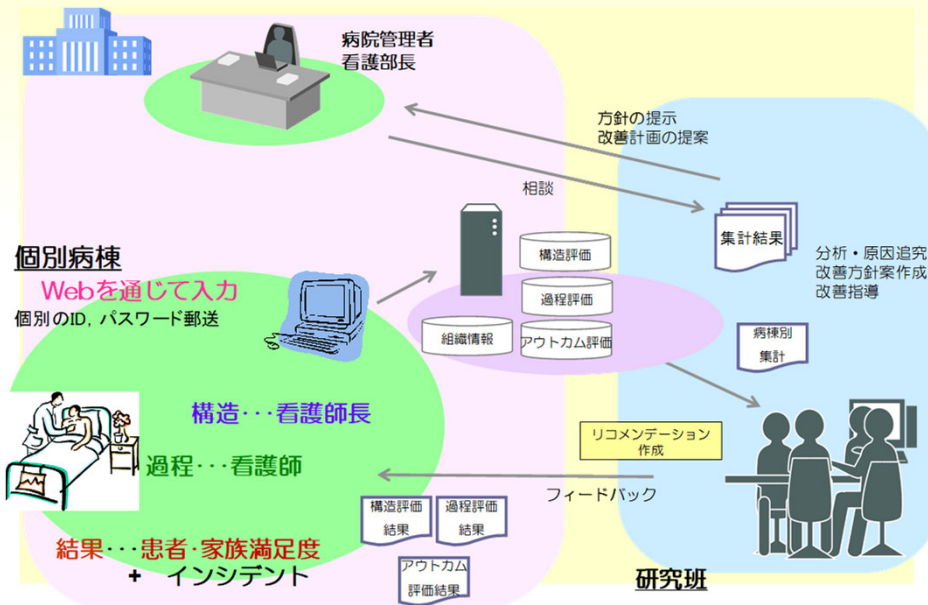 病院管理者
看護部長
方針の提示
改善計画の提案
相談
集計結果
分析・原因追究
改善方針案作成
改善指導
個別病棟
Webを通じて入力
個別のID，パスワード郵送
構造評価
過程評価
組織情報
アウトカム評価
病棟別
集計
構造･･･看護師長
過程･･･看護師
結果･･･患者･家族満足度
+ インシデント
リコメンデーション
作成
フィードバック
構造評価
結果
過程評価
結果
アウトカム
評価結果
研究班